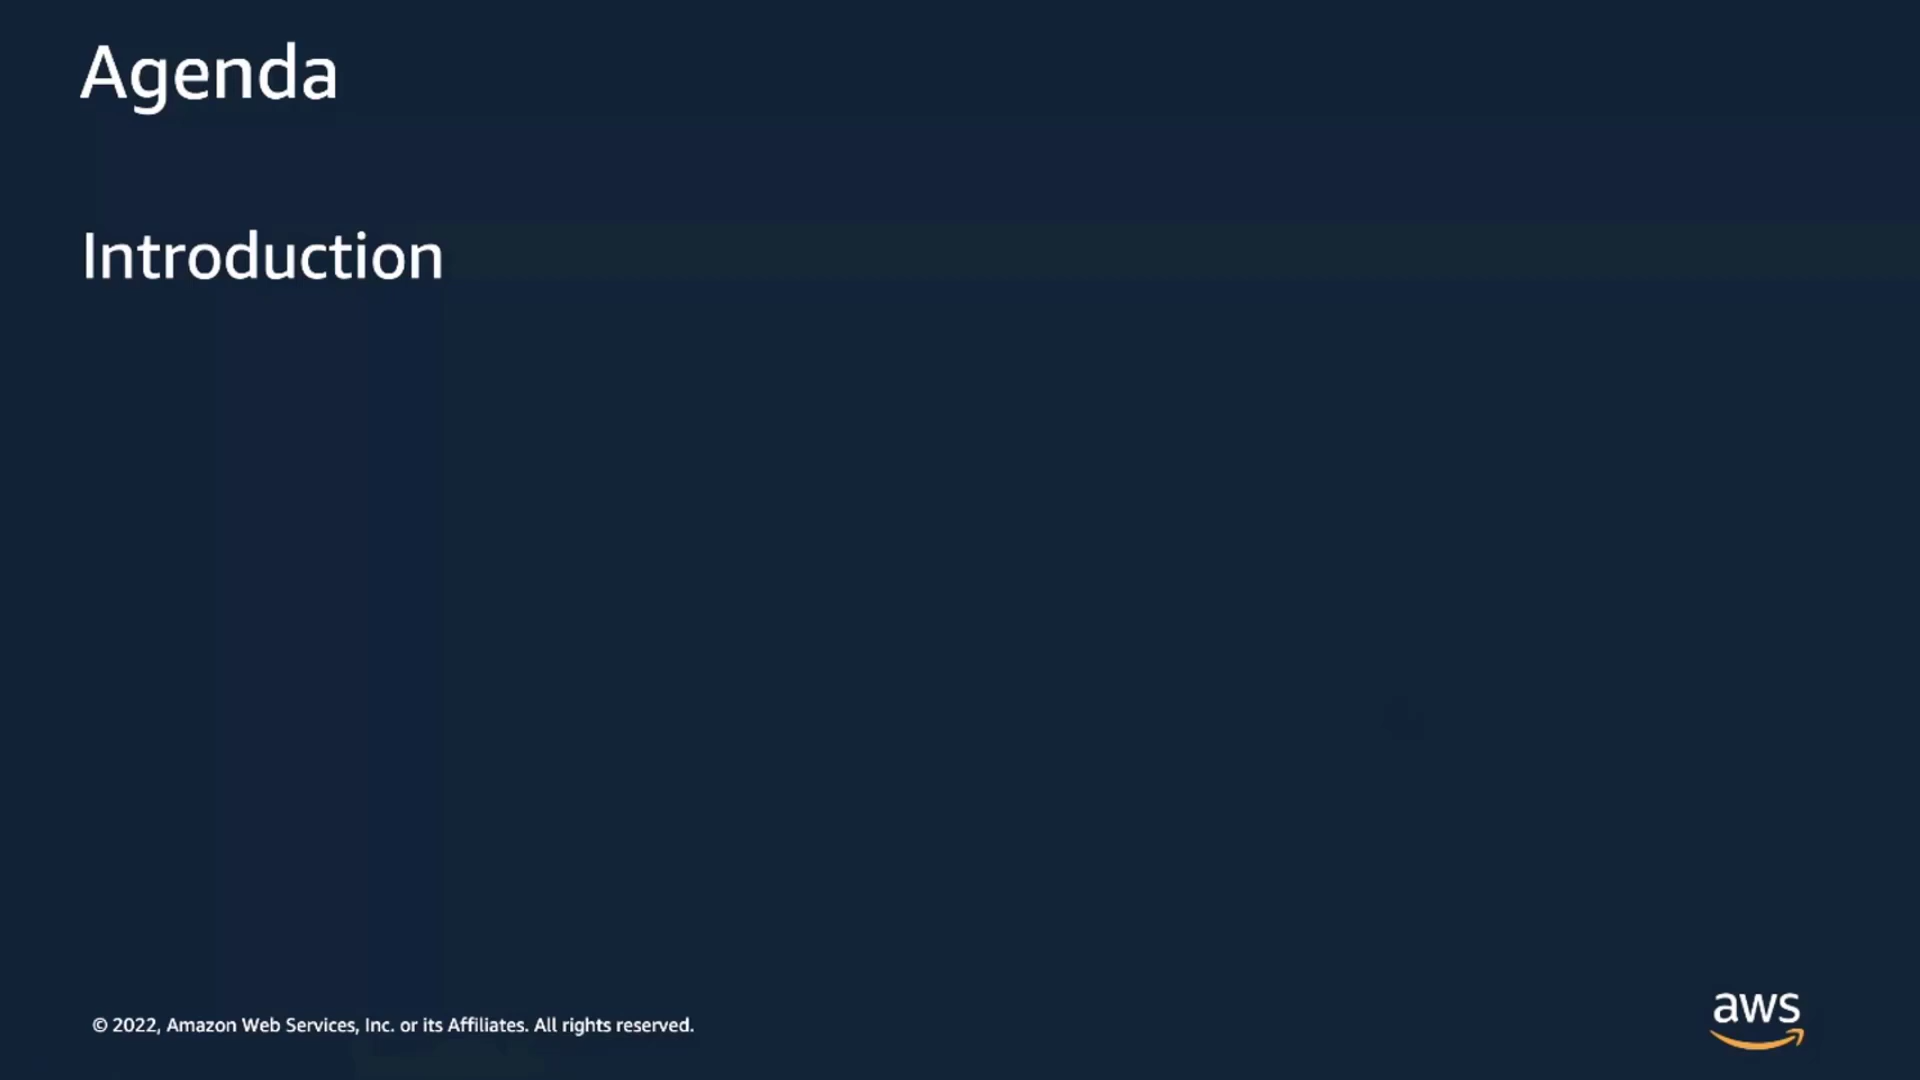 Agenda
Introduction
© 2022, Amazon Web Services, Inc. or its Affiliates. All rights reserved.
aws